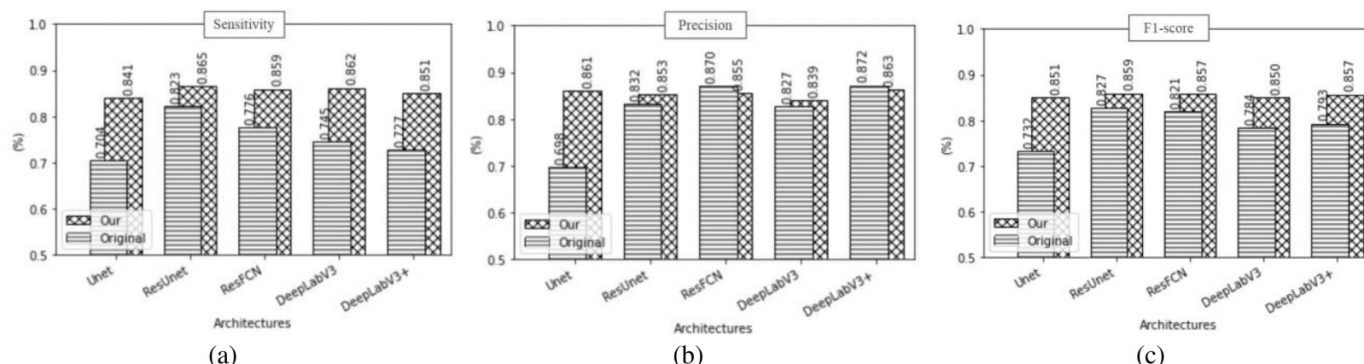 Sensitivity
1.0
0.9
0.8
0.7
0.6
0.5
(%)
0.704
0.841
0.823
0.865
0.776
0.859
0.745
0.862
0.727
0.851
Our
Original
Unet
ResUnet
ResFCN
DeepLabV3
DeepLabV3+
Architectures
(a)
Precision
1.0
0.9
0.8
0.7
0.6
0.5
(%)
0.698
0.861
0.832
0.853
0.870
0.855
0.827
0.839
0.872
0.863
Our
Original
Unet
ResUnet
ResFCN
DeepLabV3
DeepLabV3+
Architectures
(b)
F1-score
1.0
0.9
0.8
0.7
0.6
0.5
(%)
0.732
0.851
0.827
0.859
0.821
0.857
0.784
0.850
0.793
0.857
Our
Original
Unet
ResUnet
ResFCN
DeepLabV3
DeepLabV3+
Architectures
(c)